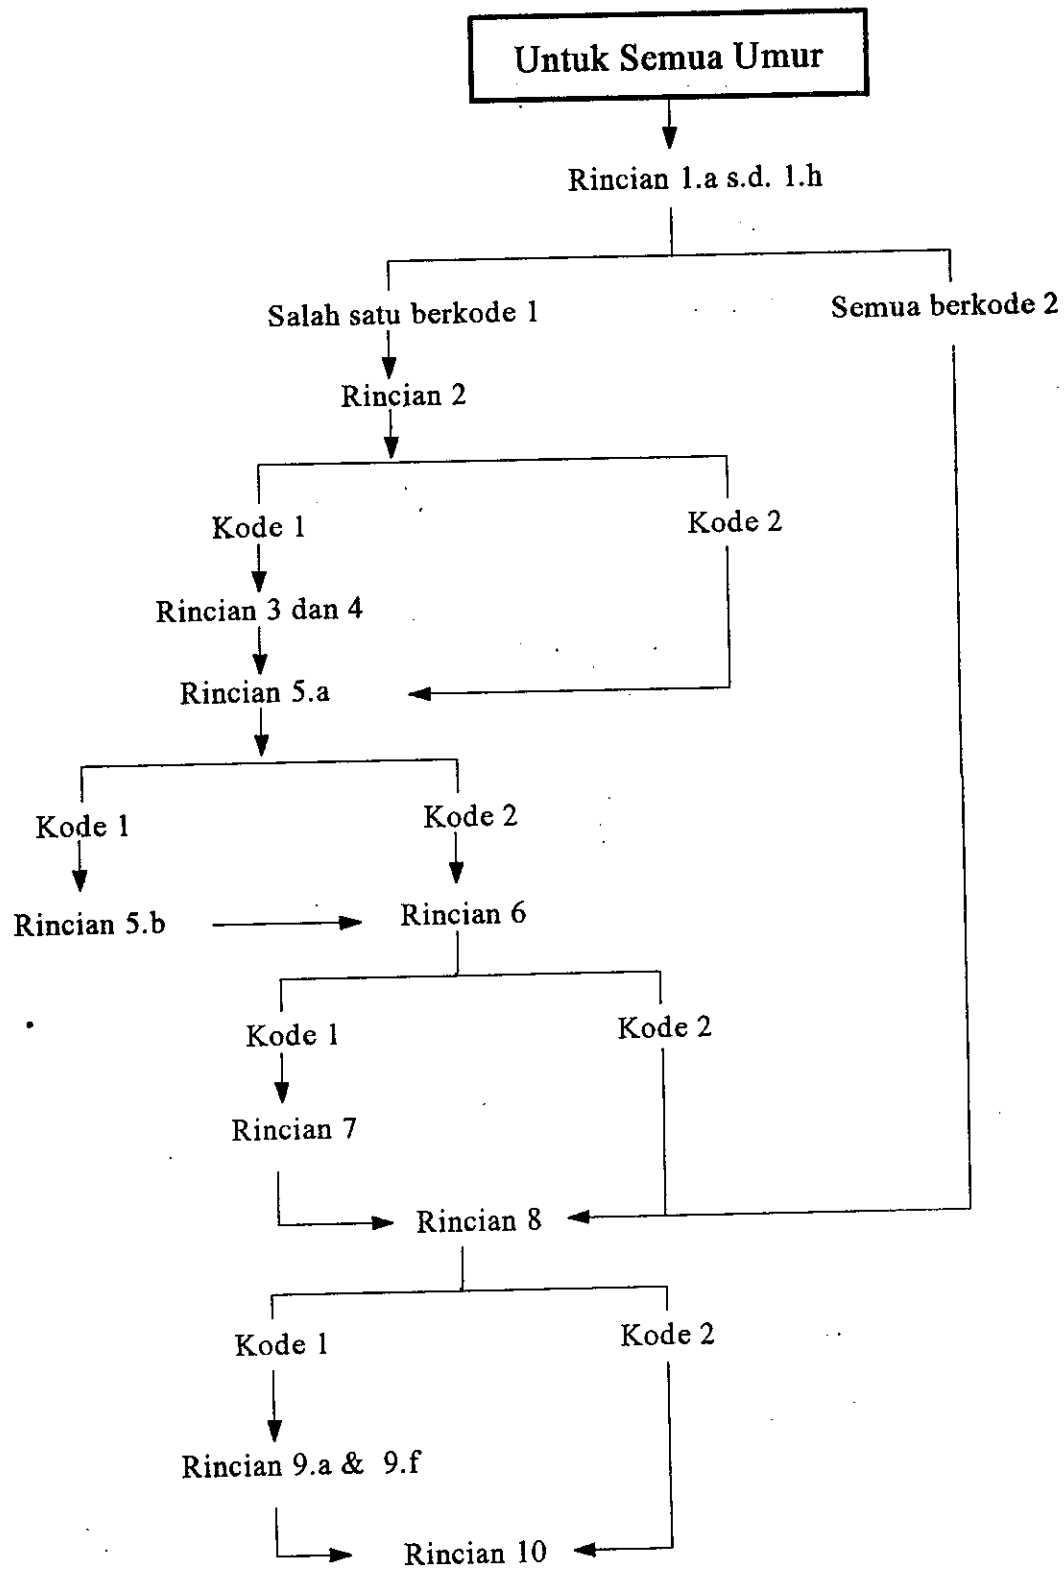 Untuk Semua Umur
Rincian 1.a s.d. 1.h
Salah satu berkode 1
Semua berkode 2
Rincian 2
Kode 1
Kode 2
Rincian 3 dan 4
Rincian 5.a
Kode 1
Kode 2
Rincian 5.b
Rincian 6
Kode 1
Kode 2
Rincian 7
Rincian 8
Kode 1
Kode 2
Rincian 9.a & 9.f
Rincian 10